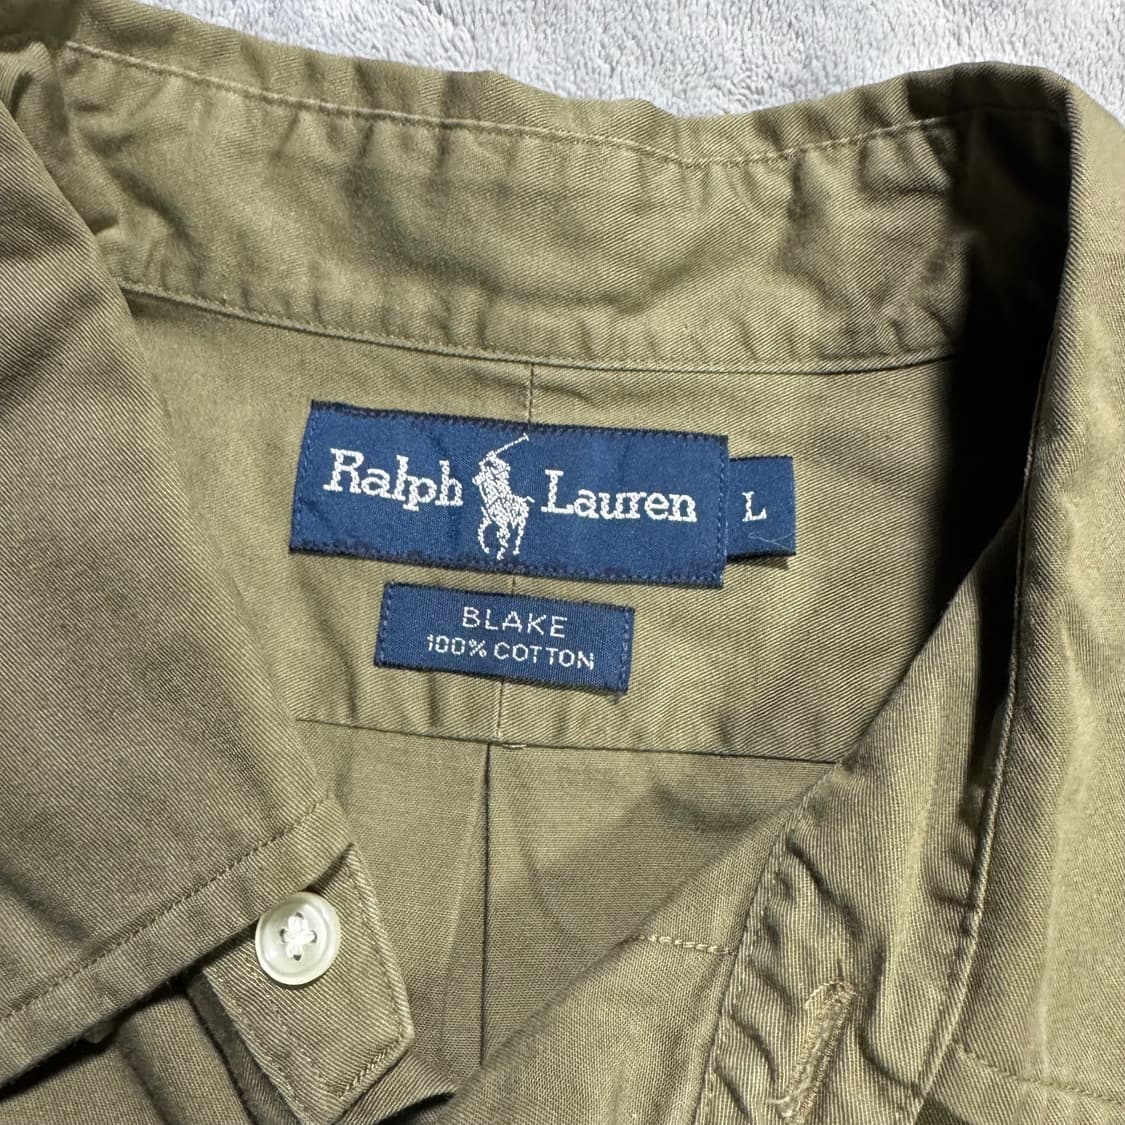 Ralph Lauren
L
BLAKE
100% COTTON